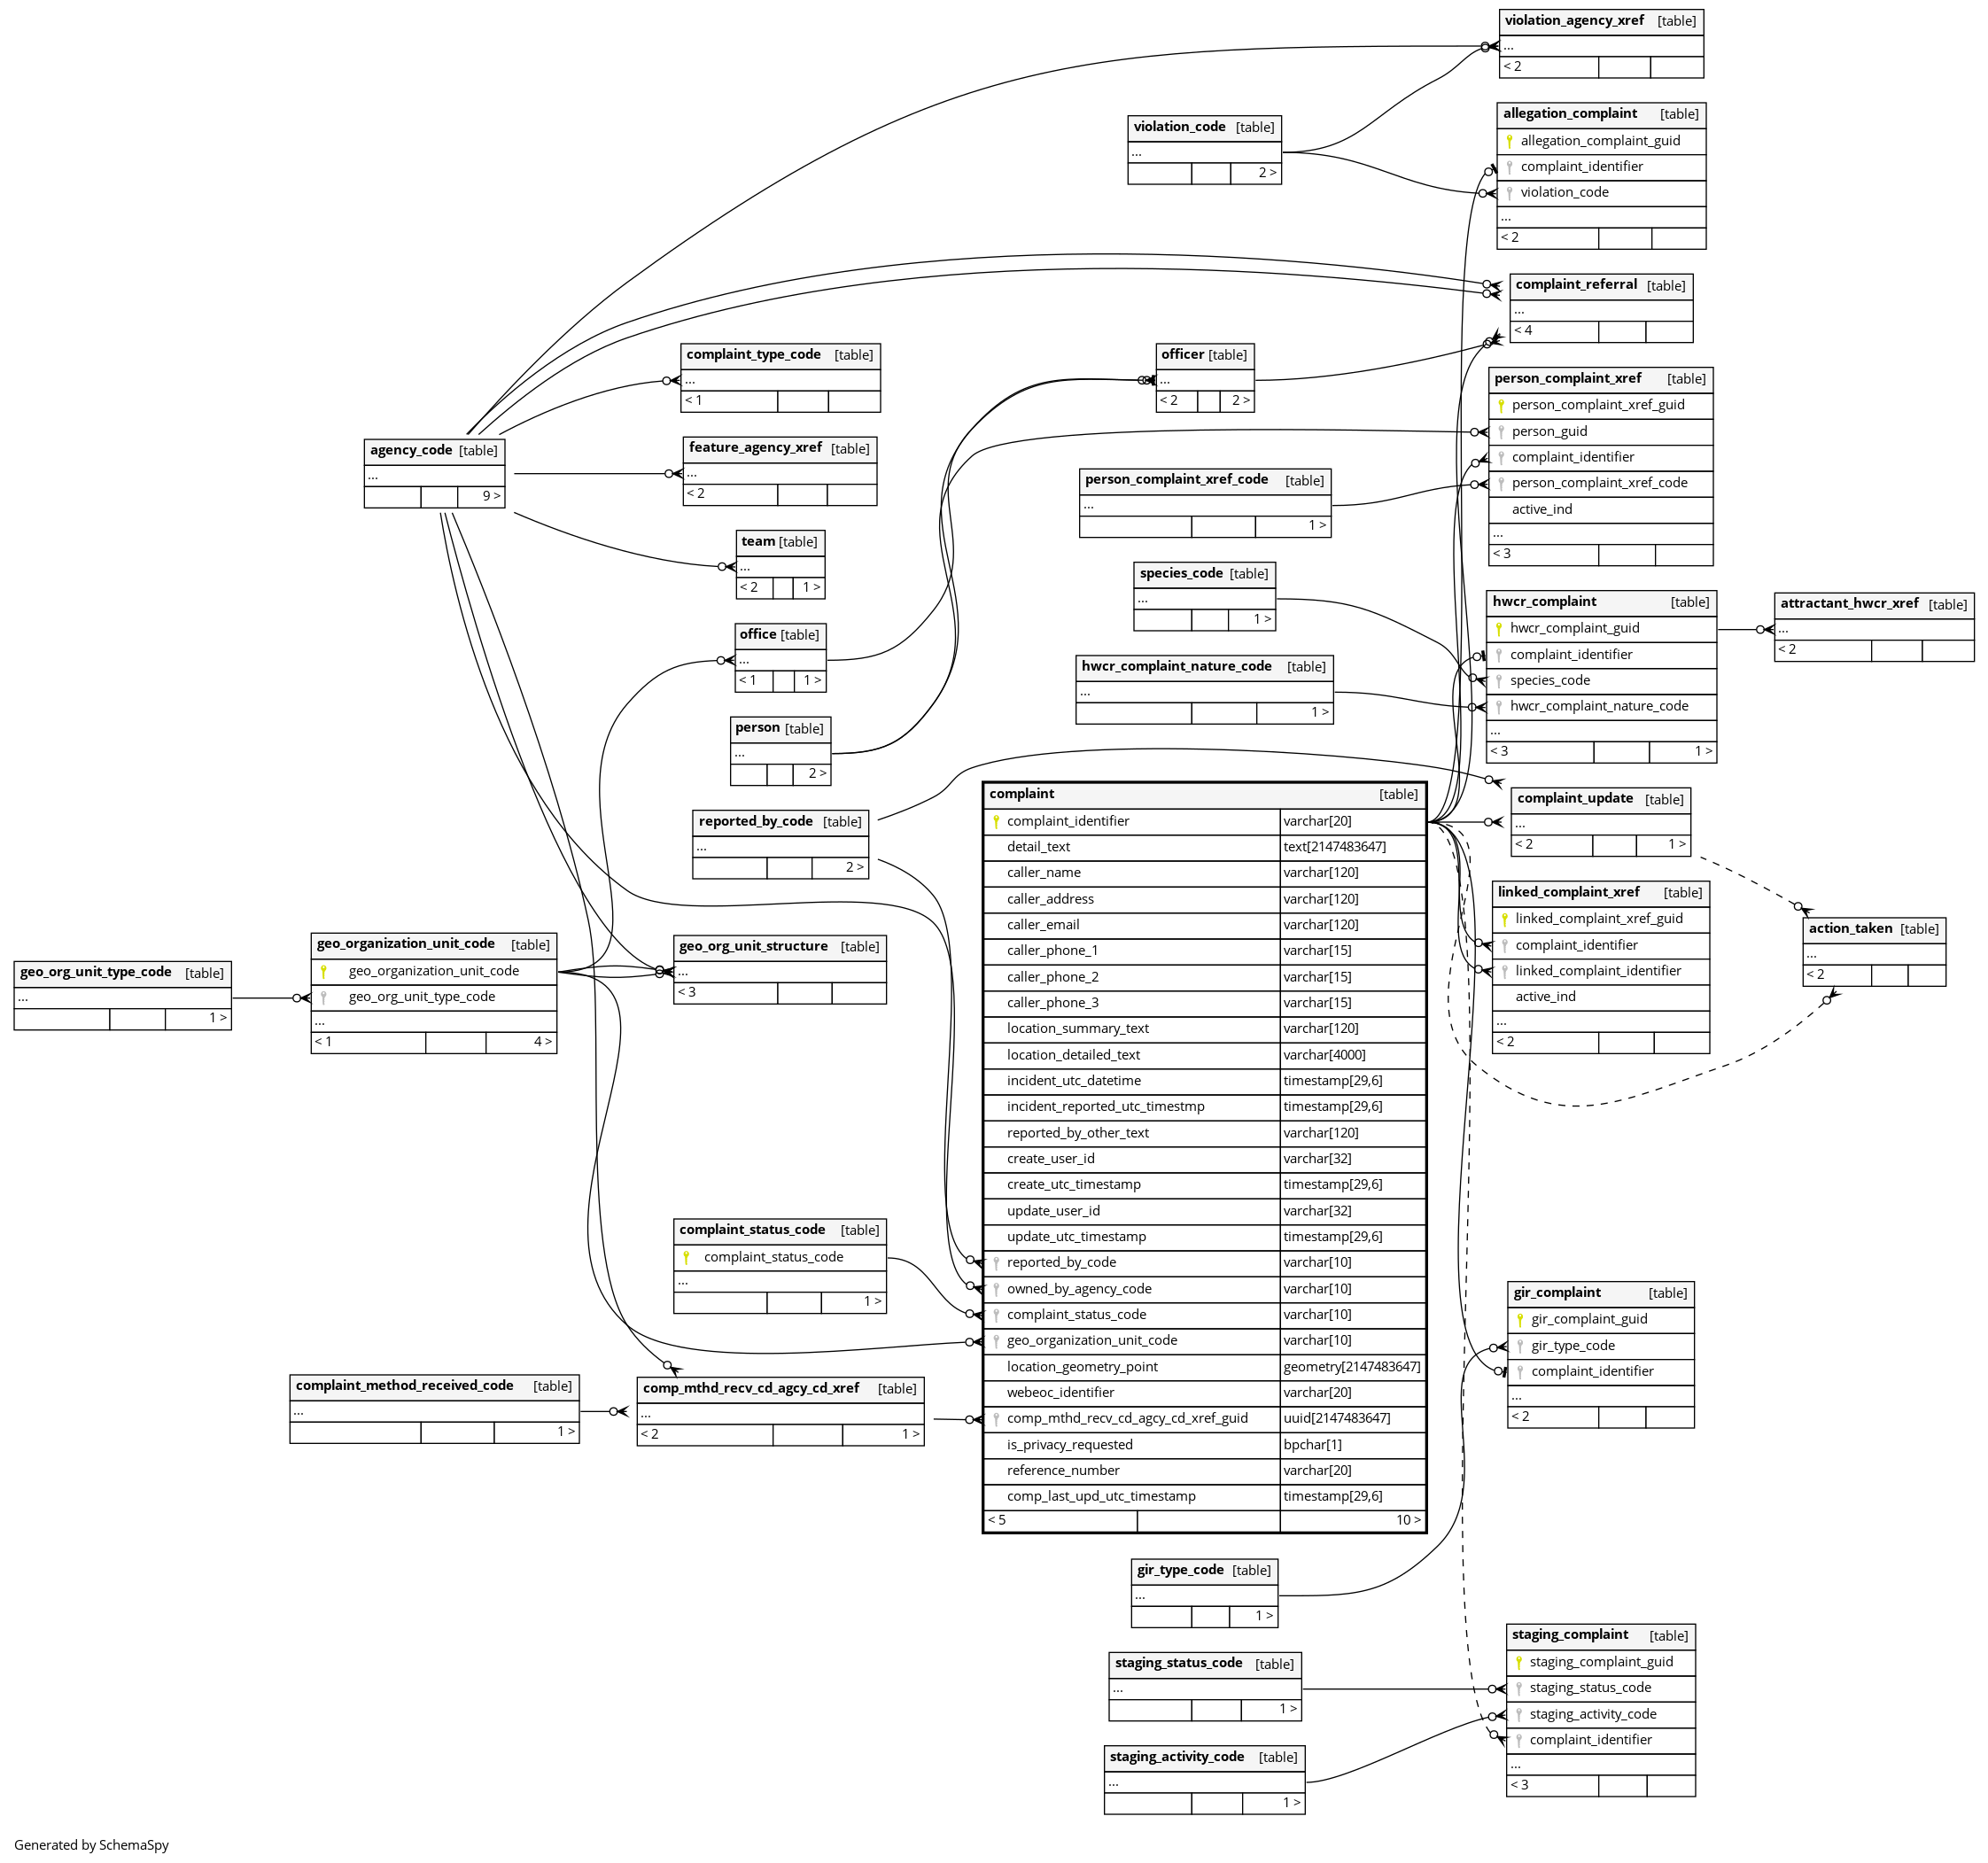 violation_agency_xref [table]
...
< 2
allegation_complaint [table]
allegation_complaint_guid
complaint_identifier
violation_code
...
< 2
violation_code [table]
...
2 >
complaint_referral [table]
...
< 4
complaint_type_code [table]
...
< 1
officer [table]
...
< 2 2 >
person_complaint_xref [table]
person_complaint_xref_guid
person_guid
complaint_identifier
person_complaint_xref_code
active_ind
...
< 3
agency_code [table]
...
9 >
feature_agency_xref [table]
...
< 2
person_complaint_xref_code [table]
...
1 >
team [table]
...
< 2 1 >
species_code [table]
...
1 >
hwcr_complaint [table]
hwcr_complaint_guid
complaint_identifier
species_code
hwcr_complaint_nature_code
...
< 3 1 >
attractant_hwcr_xref [table]
...
< 2
office [table]
...
< 1 1 >
hwcr_complaint_nature_code [table]
...
1 >
person [table]
...
2 >
reported_by_code [table]
...
2 >
complaint [table]
complaint_identifier varchar[20]
detail_text text[2147483647]
caller_name varchar[120]
caller_address varchar[120]
caller_email varchar[120]
caller_phone_1 varchar[15]
caller_phone_2 varchar[15]
caller_phone_3 varchar[15]
location_summary_text varchar[120]
location_detailed_text varchar[4000]
incident_utc_datetime timestamp[29,6]
incident_reported_utc_timestmp timestamp[29,6]
reported_by_other_text varchar[120]
create_user_id varchar[32]
create_utc_timestamp timestamp[29,6]
update_user_id varchar[32]
update_utc_timestamp timestamp[29,6]
reported_by_code varchar[10]
owned_by_agency_code varchar[10]
complaint_status_code varchar[10]
geo_organization_unit_code varchar[10]
location_geometry_point geometry[2147483647]
webeoc_identifier varchar[20]
comp_mthd_recv_cd_agcy_cd_xref_guid uuid[2147483647]
is_privacy_requested bpchar[1]
reference_number varchar[20]
comp_last_upd_utc_timestamp timestamp[29,6]
< 5 10 >
complaint_update [table]
...
< 2 1 >
linked_complaint_xref [table]
linked_complaint_xref_guid
complaint_identifier
linked_complaint_identifier
active_ind
...
< 2
action_taken [table]
...
< 2
geo_org_unit_type_code [table]
...
1 >
geo_organization_unit_code [table]
geo_organization_unit_code
geo_org_unit_type_code
...
< 1 4 >
geo_org_unit_structure [table]
...
< 3
complaint_status_code [table]
complaint_status_code
...
1 >
complaint_method_received_code [table]
...
1 >
comp_mthd_recv_cd_agcy_cd_xref [table]
...
< 2 1 >
gir_complaint [table]
gir_complaint_guid
gir_type_code
complaint_identifier
...
< 2
gir_type_code [table]
...
1 >
staging_status_code [table]
...
1 >
staging_activity_code [table]
...
1 >
staging_complaint [table]
staging_complaint_guid
staging_status_code
staging_activity_code
complaint_identifier
...
< 3
Generated by SchemaSpy